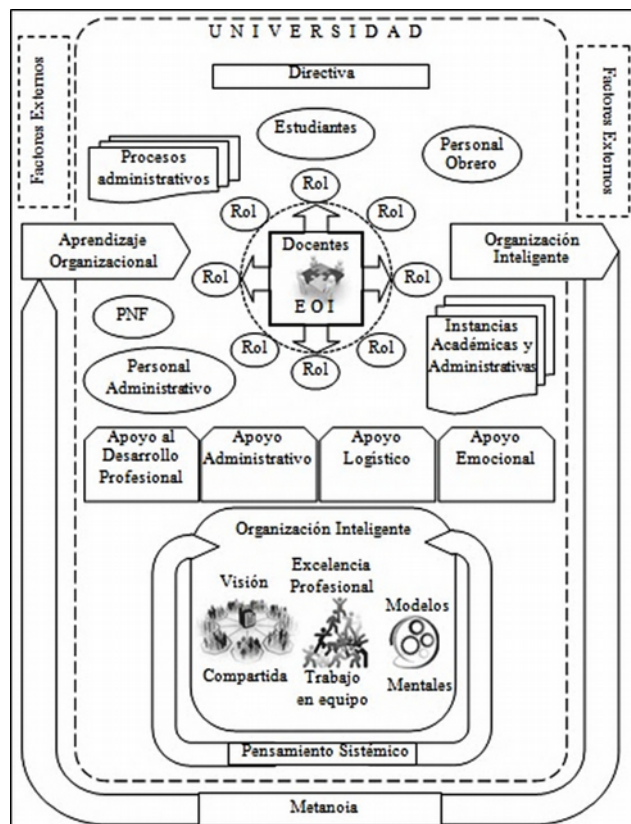 UNIVERSIDAD
Directiva
Factores Externos
Factores Externos
Estudiantes
Personal
Obrero
Procesos
administrativos
Rol
Rol
Rol
Docentes
Aprendizaje
Organizacional
Organización
Inteligente
Rol
Rol
E O I
PNF
Instancias
Académicas y
Administrativas
Rol
Rol
Rol
Personal
Administrativo
Apoyo al
Desarrollo
Profesional
Apoyo
Administrativo
Apoyo
Logístico
Apoyo
Emocional
Organización Inteligente
Visión
Compartida
Excelencia
Profesional
Trabajo
en equipo
Modelos
Mentales
Pensamiento Sistémico
Metanoia